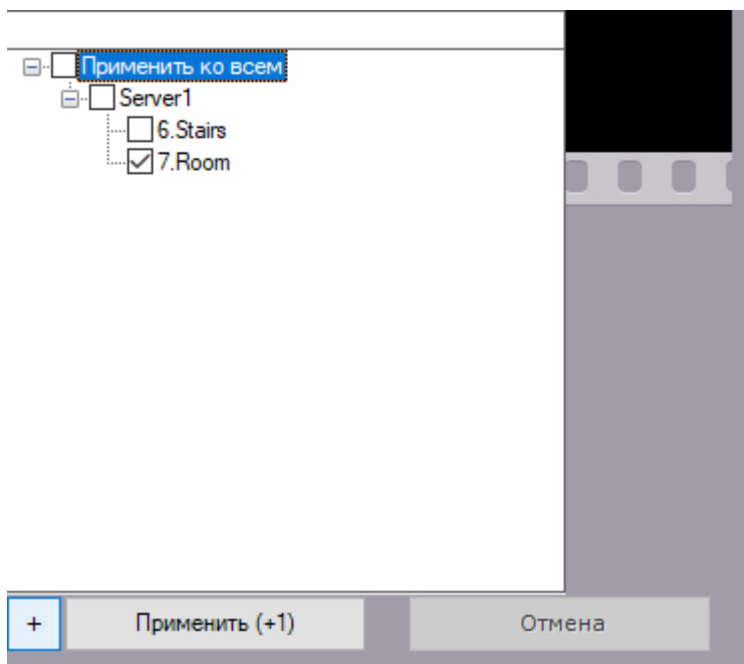 Применить ко всем
Server1
6.Stairs
7.Room
+ Применить (+1) Отмена